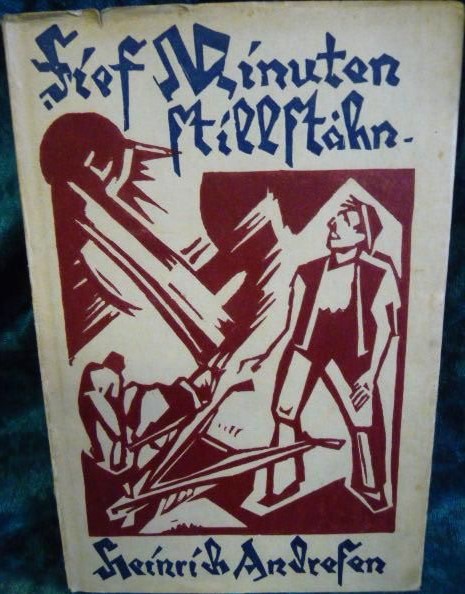 Fief Minuten
stillstahn.
Heinrich Andresen